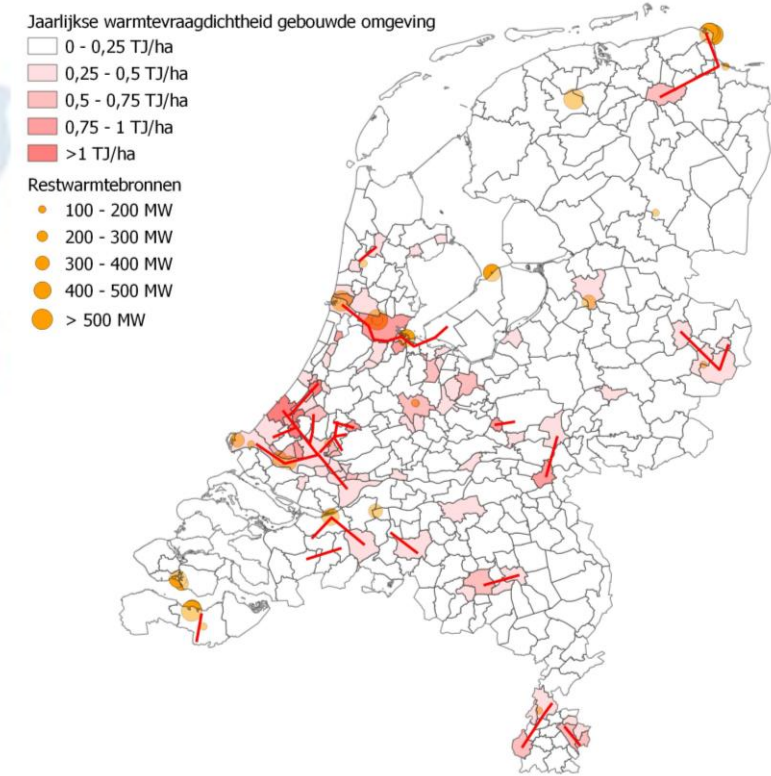 Jaarlijkse warmtevraagdichtheid gebouwde omgeving
0 - 0,25 TJ/ha
0,25 - 0,5 TJ/ha
0,5 - 0,75 TJ/ha
0,75 - 1 TJ/ha
>1 TJ/ha
Restwarmtebronnen
100 - 200 MW
200 - 300 MW
300 - 400 MW
400 - 500 MW
> 500 MW